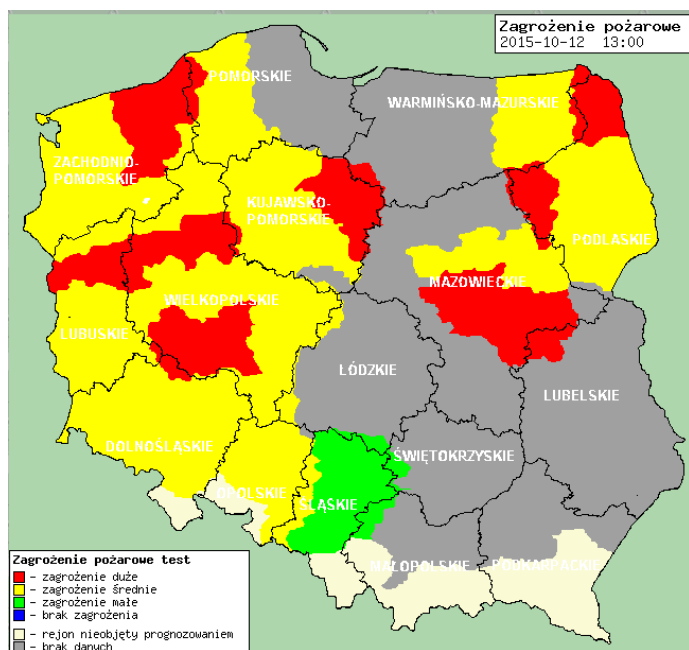 Zagrożenie pożarowe
2015-10-12 13:00
POMORSKIE
WARMIŃSKO-MAZURSKIE
ZACHODNIO-
POMORSKIE
KUJAWSKO-
POMORSKIE
PODLASKIE
MAZOWIECKIE
WIELKOPOLSKIE
LUBUSKIE
ŁÓDZKIE
LUBELSKIE
DOLNOŚLĄSKIE
ŚWIĘTOKRZYSKIE
OPOLSKIE
ŚLĄSKIE
MAŁOPOLSKIE
PODKARPACKIE
Zagrożenie pożarowe test
– zagrożenie duże
– zagrożenie średnie
– zagrożenie małe
– brak zagrożenia
– rejon nieobjęty prognozowaniem
– brak danych